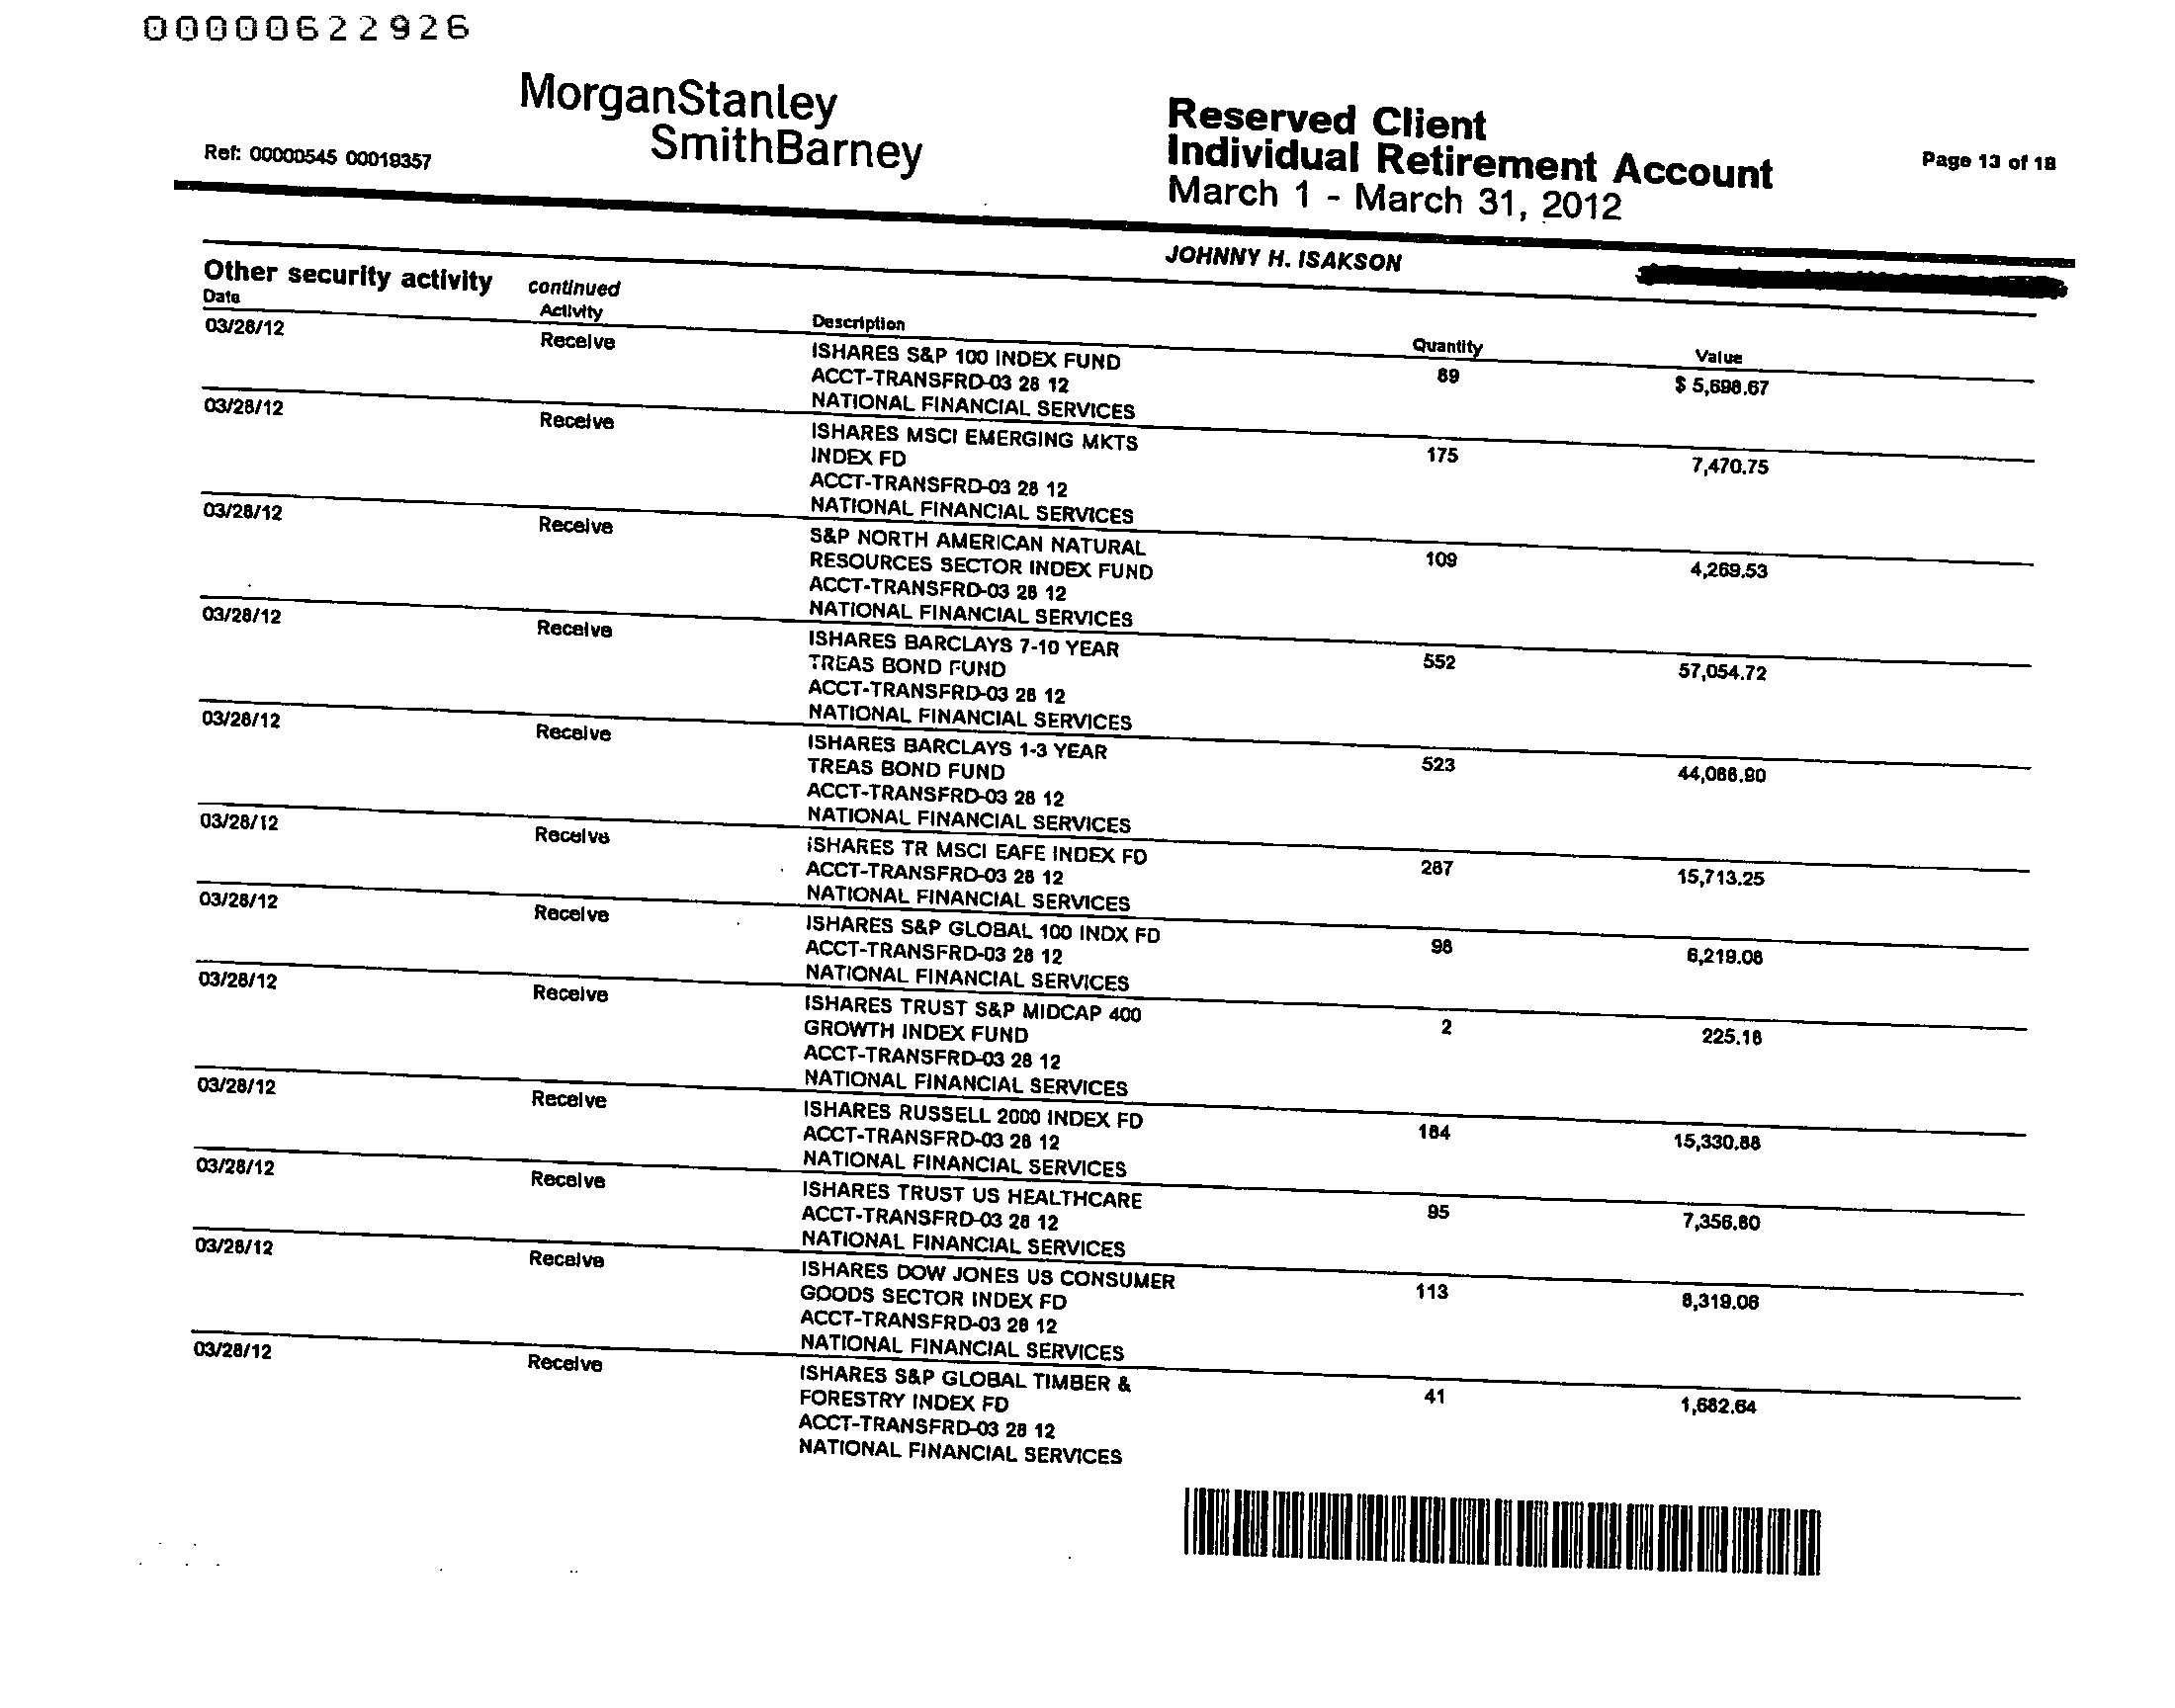 00000622926
MorganStanley
SmithBarney
Ref: 00000545 00019357
Reserved Client
Individual Retirement Account
March 1 - March 31, 2012
Page 13 of 18
JOHNNY H. ISAKSON
Other security activity continued
Date Activity Description Quantity Value
03/28/12 Receive ISHARES S&P 100 INDEX FUND 89 $ 5,698.67
ACCT-TRANSFRD-03 28 12
NATIONAL FINANCIAL SERVICES
03/28/12 Receive ISHARES MSCI EMERGING MKTS 175 7,470.75
INDEX FD
ACCT-TRANSFRD-03 28 12
NATIONAL FINANCIAL SERVICES
03/28/12 Receive S&P NORTH AMERICAN NATURAL 109 4,269.53
RESOURCES SECTOR INDEX FUND
ACCT-TRANSFRD-03 28 12
NATIONAL FINANCIAL SERVICES
03/28/12 Receive ISHARES BARCLAYS 7-10 YEAR 552 57,054.72
TREAS BOND FUND
ACCT-TRANSFRD-03 28 12
NATIONAL FINANCIAL SERVICES
03/28/12 Receive ISHARES BARCLAYS 1-3 YEAR 523
TREAS BOND FUND
ACCT-TRANSFRD-03 28 12
NATIONAL FINANCIAL SERVICES
03/28/12 Receive ISHARES TR MSCI EAFE INDEX FD 287 15,713.25
ACCT-TRANSFRD-03 28 12
NATIONAL FINANCIAL SERVICES
03/28/12 Receive ISHARES S&P GLOBAL 100 INDX FD 98 6,219.08
ACCT-TRANSFRD-03 28 12
NATIONAL FINANCIAL SERVICES
03/28/12 Receive ISHARES TRUST S&P MIDCAP 400 2 225.18
GROWTH INDEX FUND
ACCT-TRANSFRD-03 28 12
NATIONAL FINANCIAL SERVICES
03/28/12 Receive ISHARES RUSSELL 2000 INDEX FD 184 15,330.88
ACCT-TRANSFRD-03 28 12
NATIONAL FINANCIAL SERVICES
03/28/12 Receive ISHARES TRUST US HEALTHCARE 95 7,356.80
ACCT-TRANSFRD-03 28 12
NATIONAL FINANCIAL SERVICES
03/28/12 Receive ISHARES DOW JONES US CONSUMER 113 8,319.06
GOODS SECTOR INDEX FD
ACCT-TRANSFRD-03 28 12
NATIONAL FINANCIAL SERVICES
03/28/12 Receive ISHARES S&P GLOBAL TIMBER & 41 1,682.64
FORESTRY INDEX FD
ACCT-TRANSFRD-03 28 12
NATIONAL FINANCIAL SERVICES